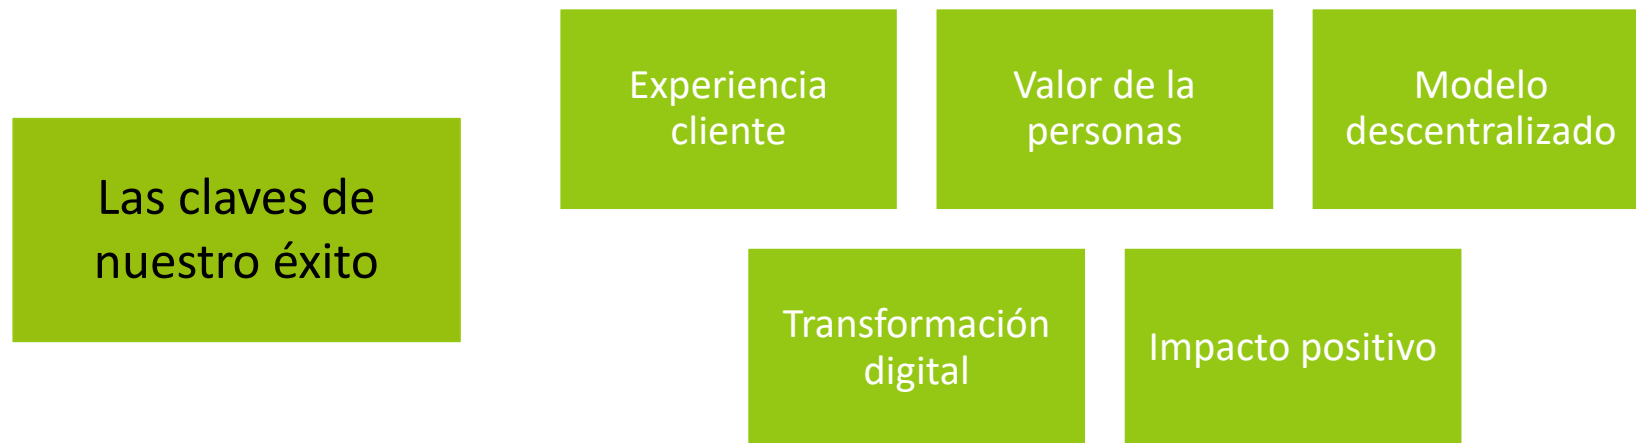 Las claves de
nuestro éxito
Experiencia
cliente
Valor de la
personas
Modelo
descentralizado
Transformación
digital
Impacto positivo